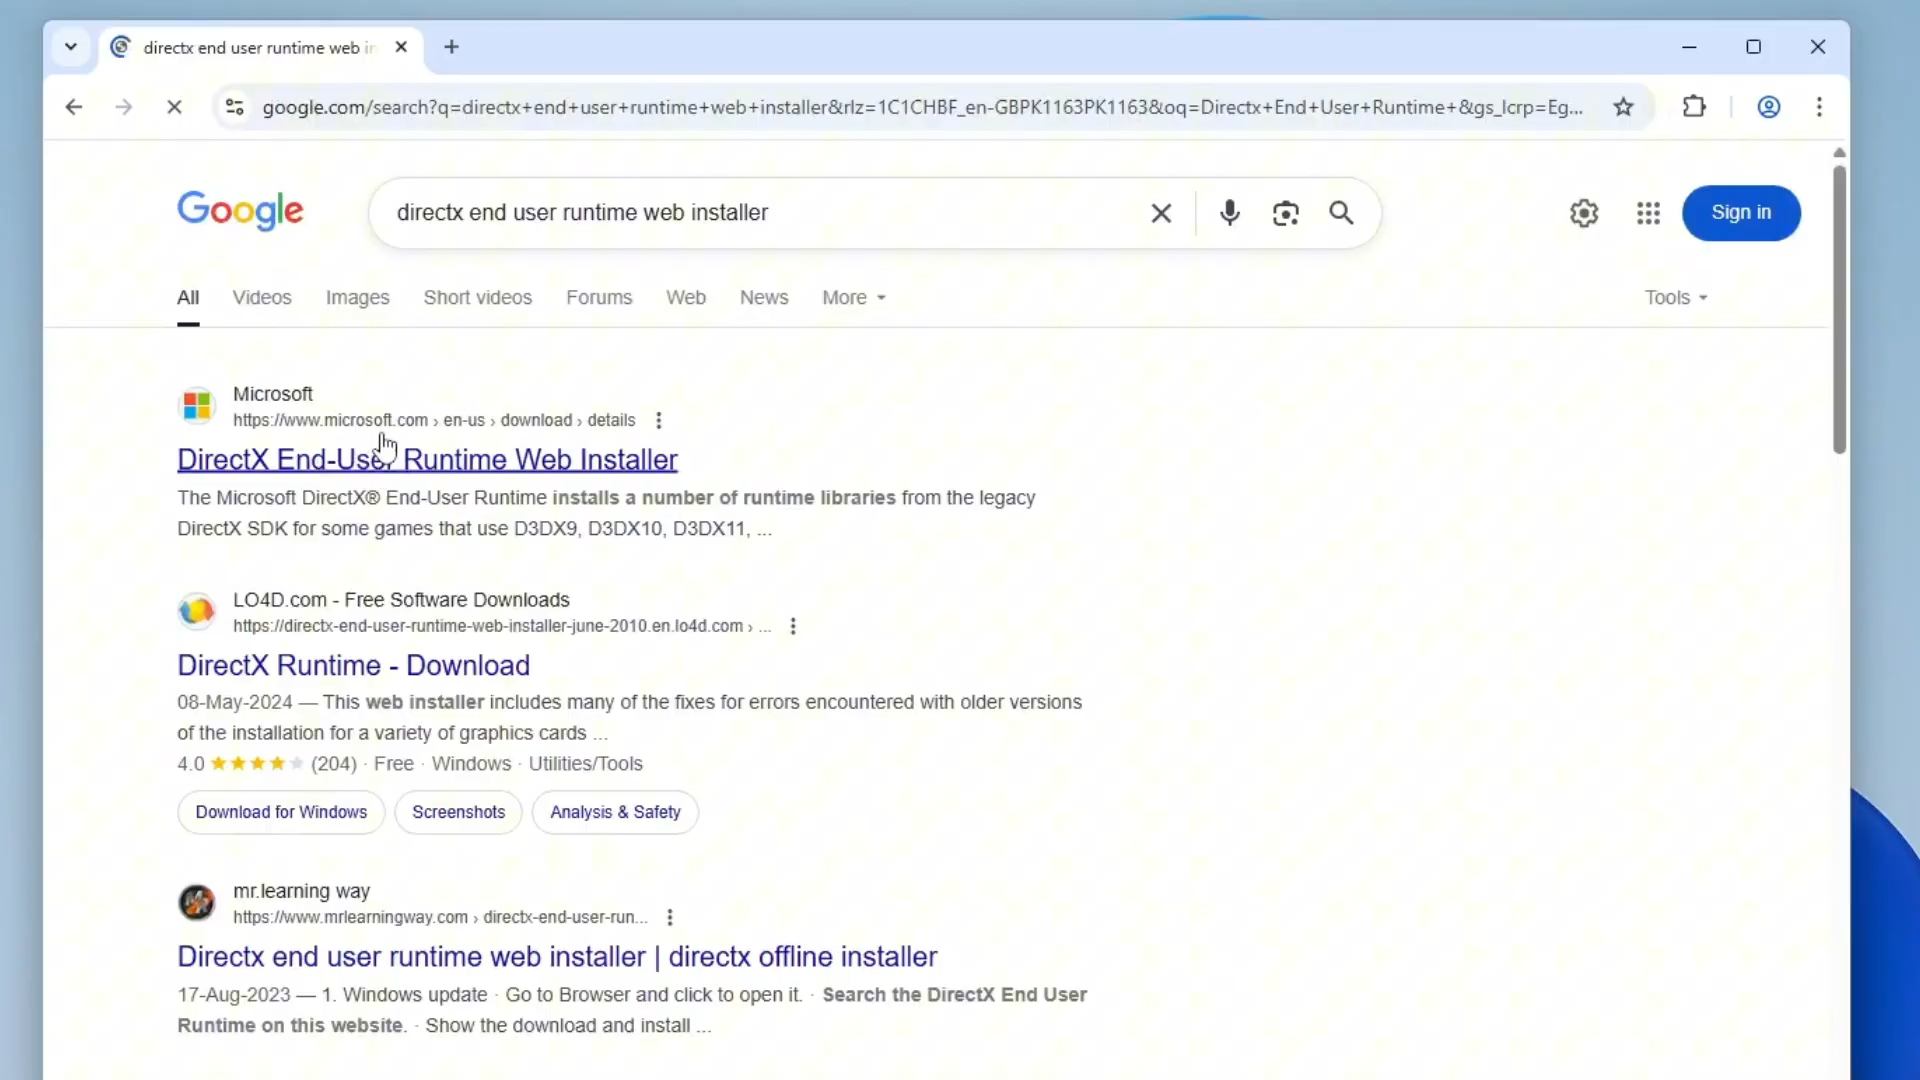 directx end user runtime web in
google.com/search?q=directx+end+user+runtime+web+installer&rlz=1C1CHBF_en-GBPK1163PK1163&oq=Directx+End+User+Runtime+&gs_lcrp=Eg...
Google
directx end user runtime web installer
Sign in
All Videos Images Short videos Forums Web News More Tools
Microsoft
https://www.microsoft.com › en-us › download › details
DirectX End-User Runtime Web Installer
The Microsoft DirectX® End-User Runtime installs a number of runtime libraries from the legacy
DirectX SDK for some games that use D3DX9, D3DX10, D3DX11, ...
LO4D.com - Free Software Downloads
https://directx-end-user-runtime-web-installer-june-2010.en.lo4d.com › ...
DirectX Runtime - Download
08-May-2024 — This web installer includes many of the fixes for errors encountered with older versions
of the installation for a variety of graphics cards ...
4.0 ★★★★★ (204) · Free · Windows · Utilities/Tools
Download for Windows Screenshots Analysis & Safety
mr.learning way
https://www.mrlearningway.com › directx-end-user-run...
Directx end user runtime web installer | directx offline installer
17-Aug-2023 — 1. Windows update · Go to Browser and click to open it. · Search the DirectX End User
Runtime on this website. · Show the download and install ...